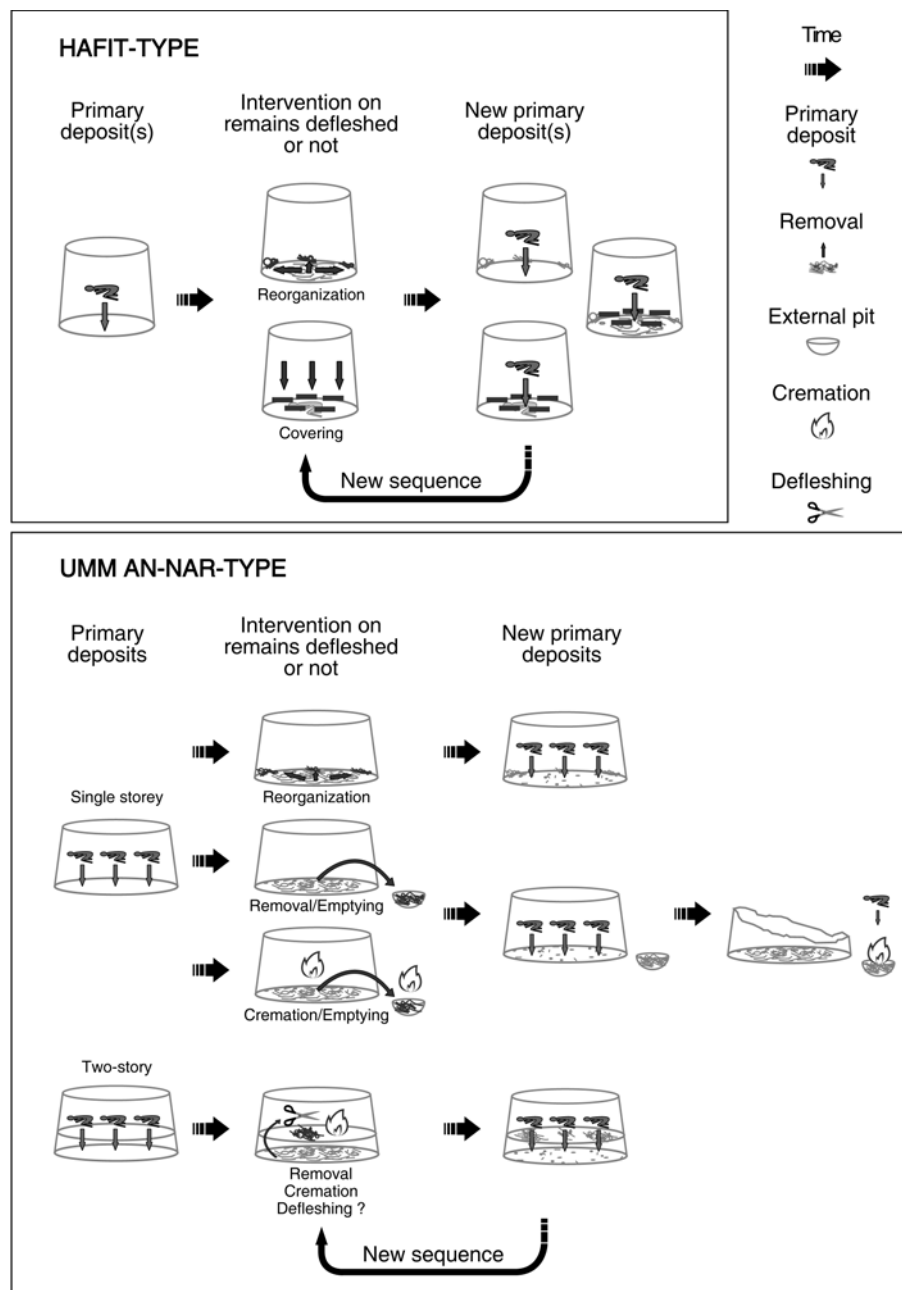 HAFIT-TYPE
Primary
deposit(s)
Intervention on
remains defleshed
or not
New primary
deposit(s)
Reorganization
Covering
New sequence
Time
Primary
deposit
Removal
External pit
Cremation
Defleshing
UMM AN-NAR-TYPE
Primary
deposits
Intervention on
remains defleshed
or not
New primary
deposits
Single storey
Reorganization
Removal/Emptying
Cremation/Emptying
Two-story
Removal
Cremation
Defleshing ?
New sequence